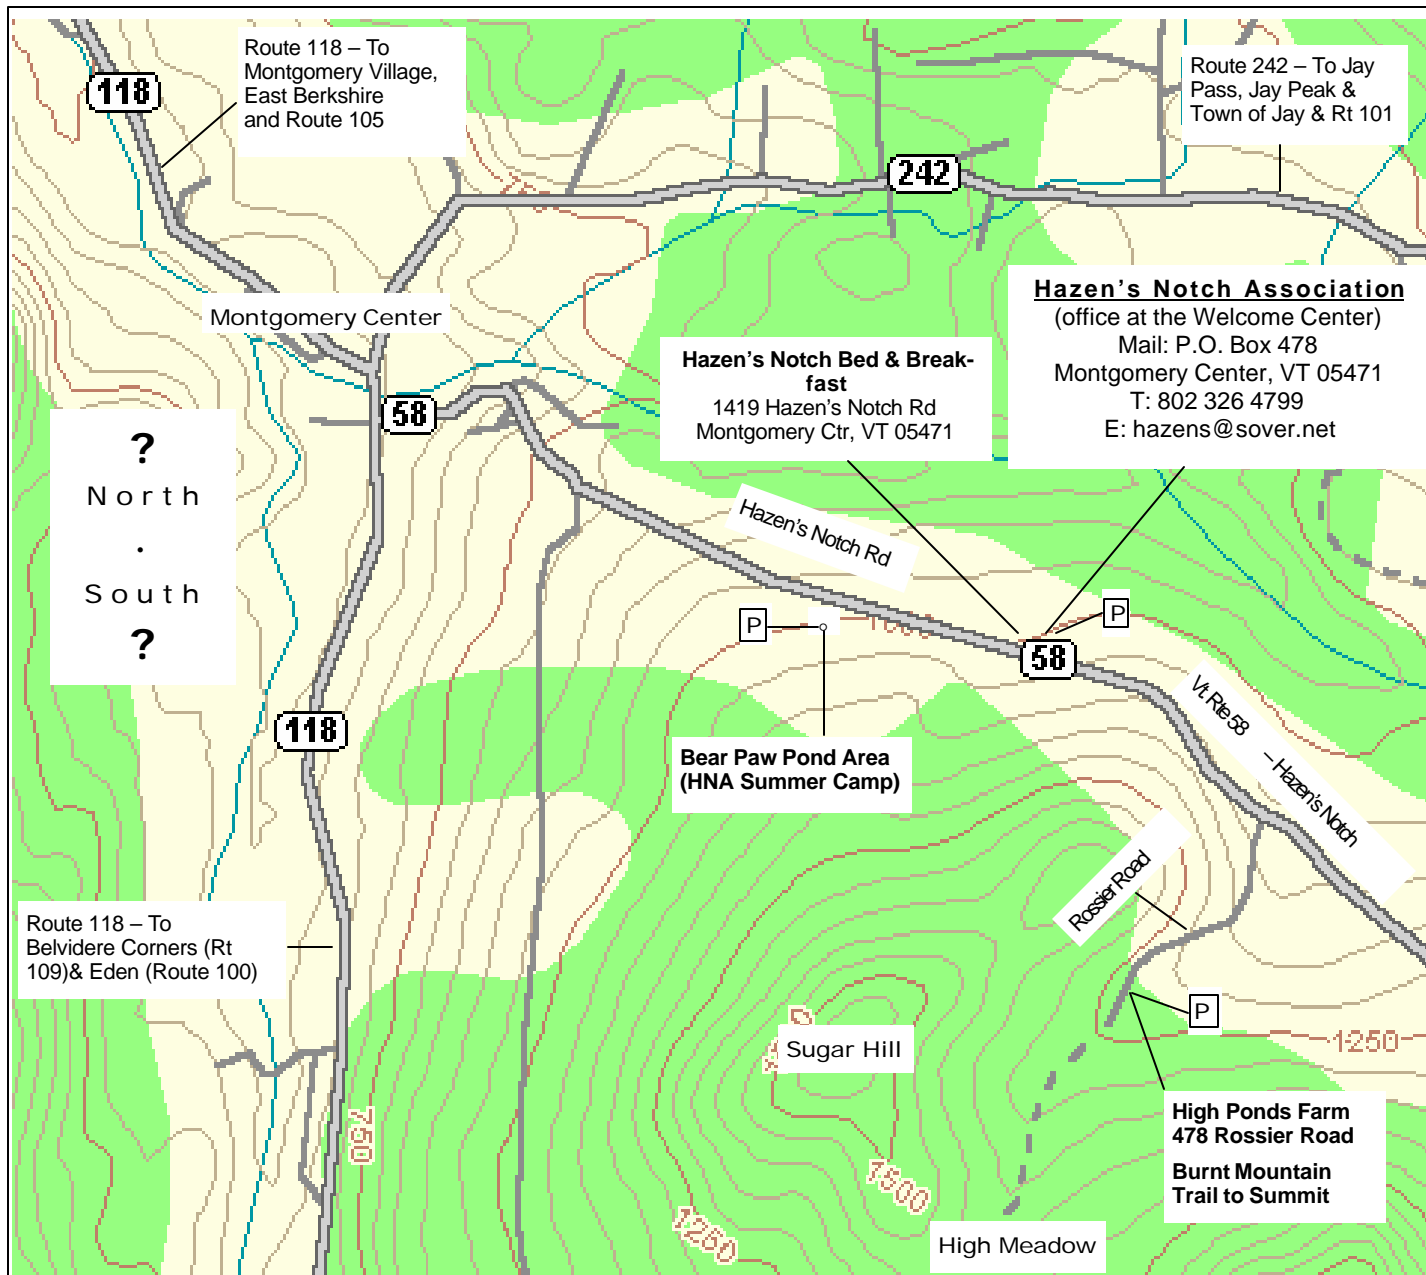 Route 118 – To
Montgomery Village,
East Berkshire
and Route 105
118
Route 242 – To Jay
Pass, Jay Peak &
Town of Jay & Rt 101
242
Montgomery Center
Hazen's Notch Association
(office at the Welcome Center)
Mail: P.O. Box 478
Montgomery Center, VT 05471
T: 802 326 4799
E: hazens@sover.net
Hazen's Notch Bed & Break-
fast
1419 Hazen's Notch Rd
Montgomery Ctr, VT 05471
58
?
North
.
South
?
Hazen's Notch Rd
P
P
58
118
Vt. Rte 58 – Hazen's Notch
Bear Paw Pond Area
(HNA Summer Camp)
Rossier Road
Route 118 – To
Belvidere Corners (Rt
109)& Eden (Route 100)
P
Sugar Hill
1250
High Ponds Farm
478 Rossier Road
Burnt Mountain
Trail to Summit
750
1500
1250
High Meadow